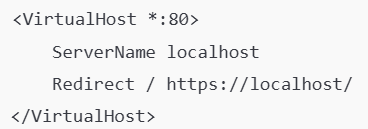 <VirtualHost *:80>
    ServerName localhost
    Redirect / https://localhost/
</VirtualHost>